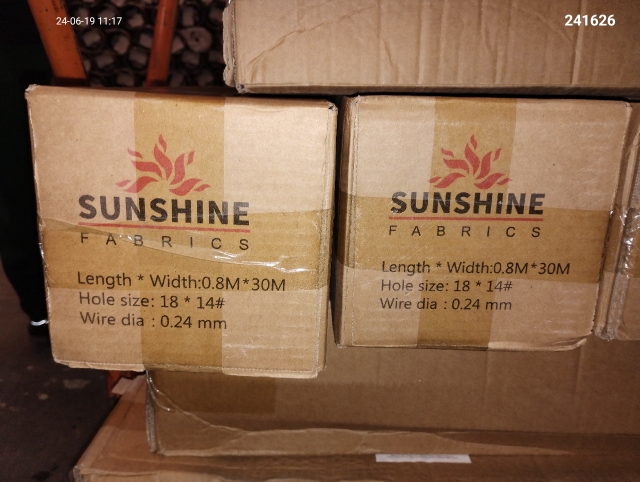 24-06-19 11:17
241626
SUNSHINE
FABRICS
Length * Width:0.8M*30M
Hole size: 18 * 14#
Wire dia : 0.24 mm
SUNSHINE
FABRICS
Length * Width:0.8M*30M
Hole size: 18 * 14#
Wire dia : 0.24 mm